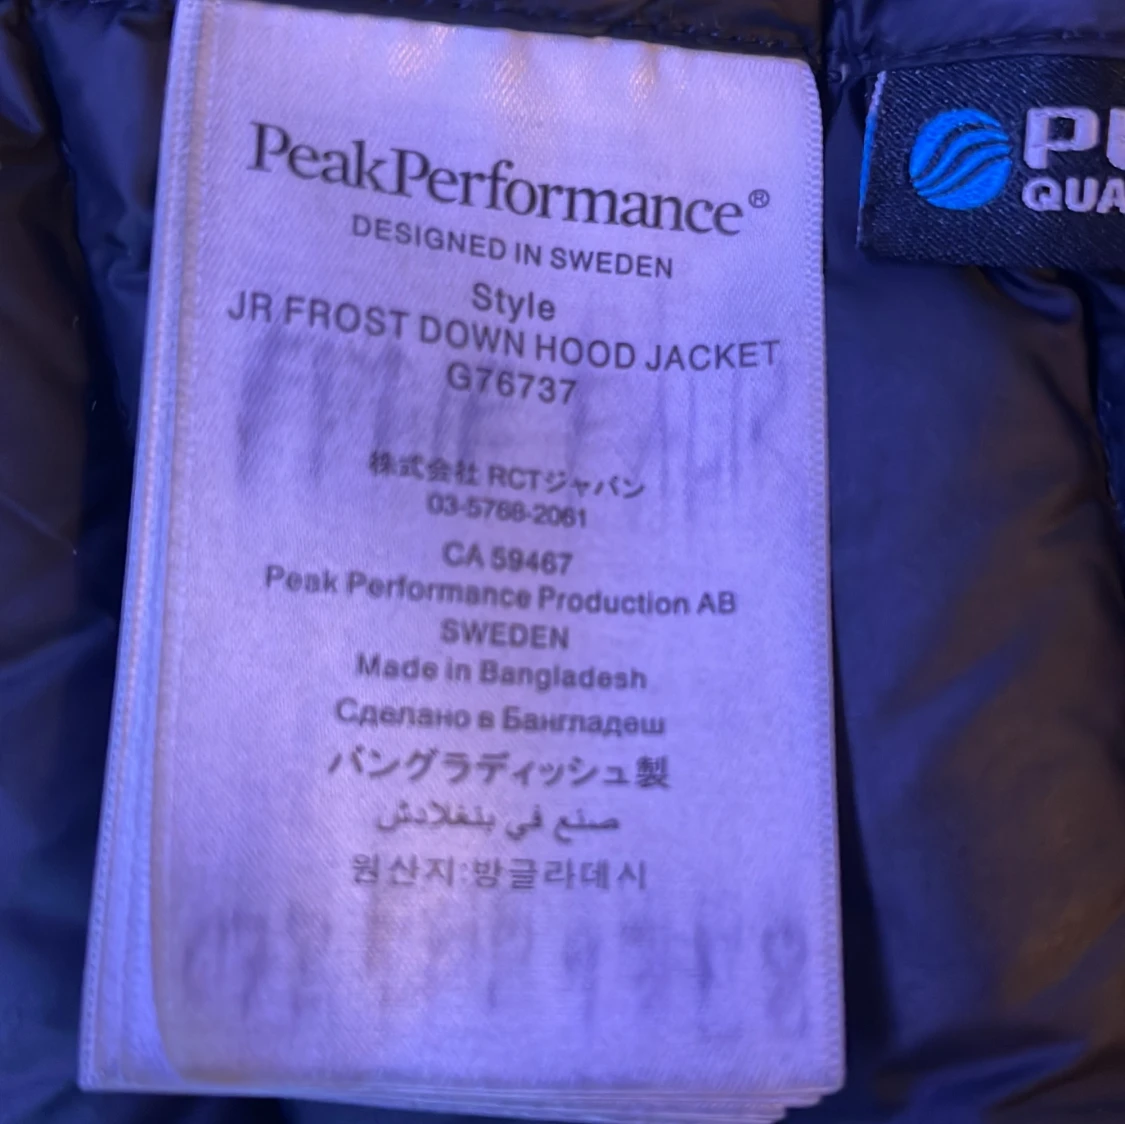 PeakPerformance®
DESIGNED IN SWEDEN
Style
JR FROST DOWN HOOD JACKET
G76737
株式会社 RCTジャパン
03-5768-2061
CA 59467
Peak Performance Production AB
SWEDEN
Made in Bangladesh
Сделано в Бангладеш
バングラディッシュ製
صنع في بنغلادش
원산지:방글라데시